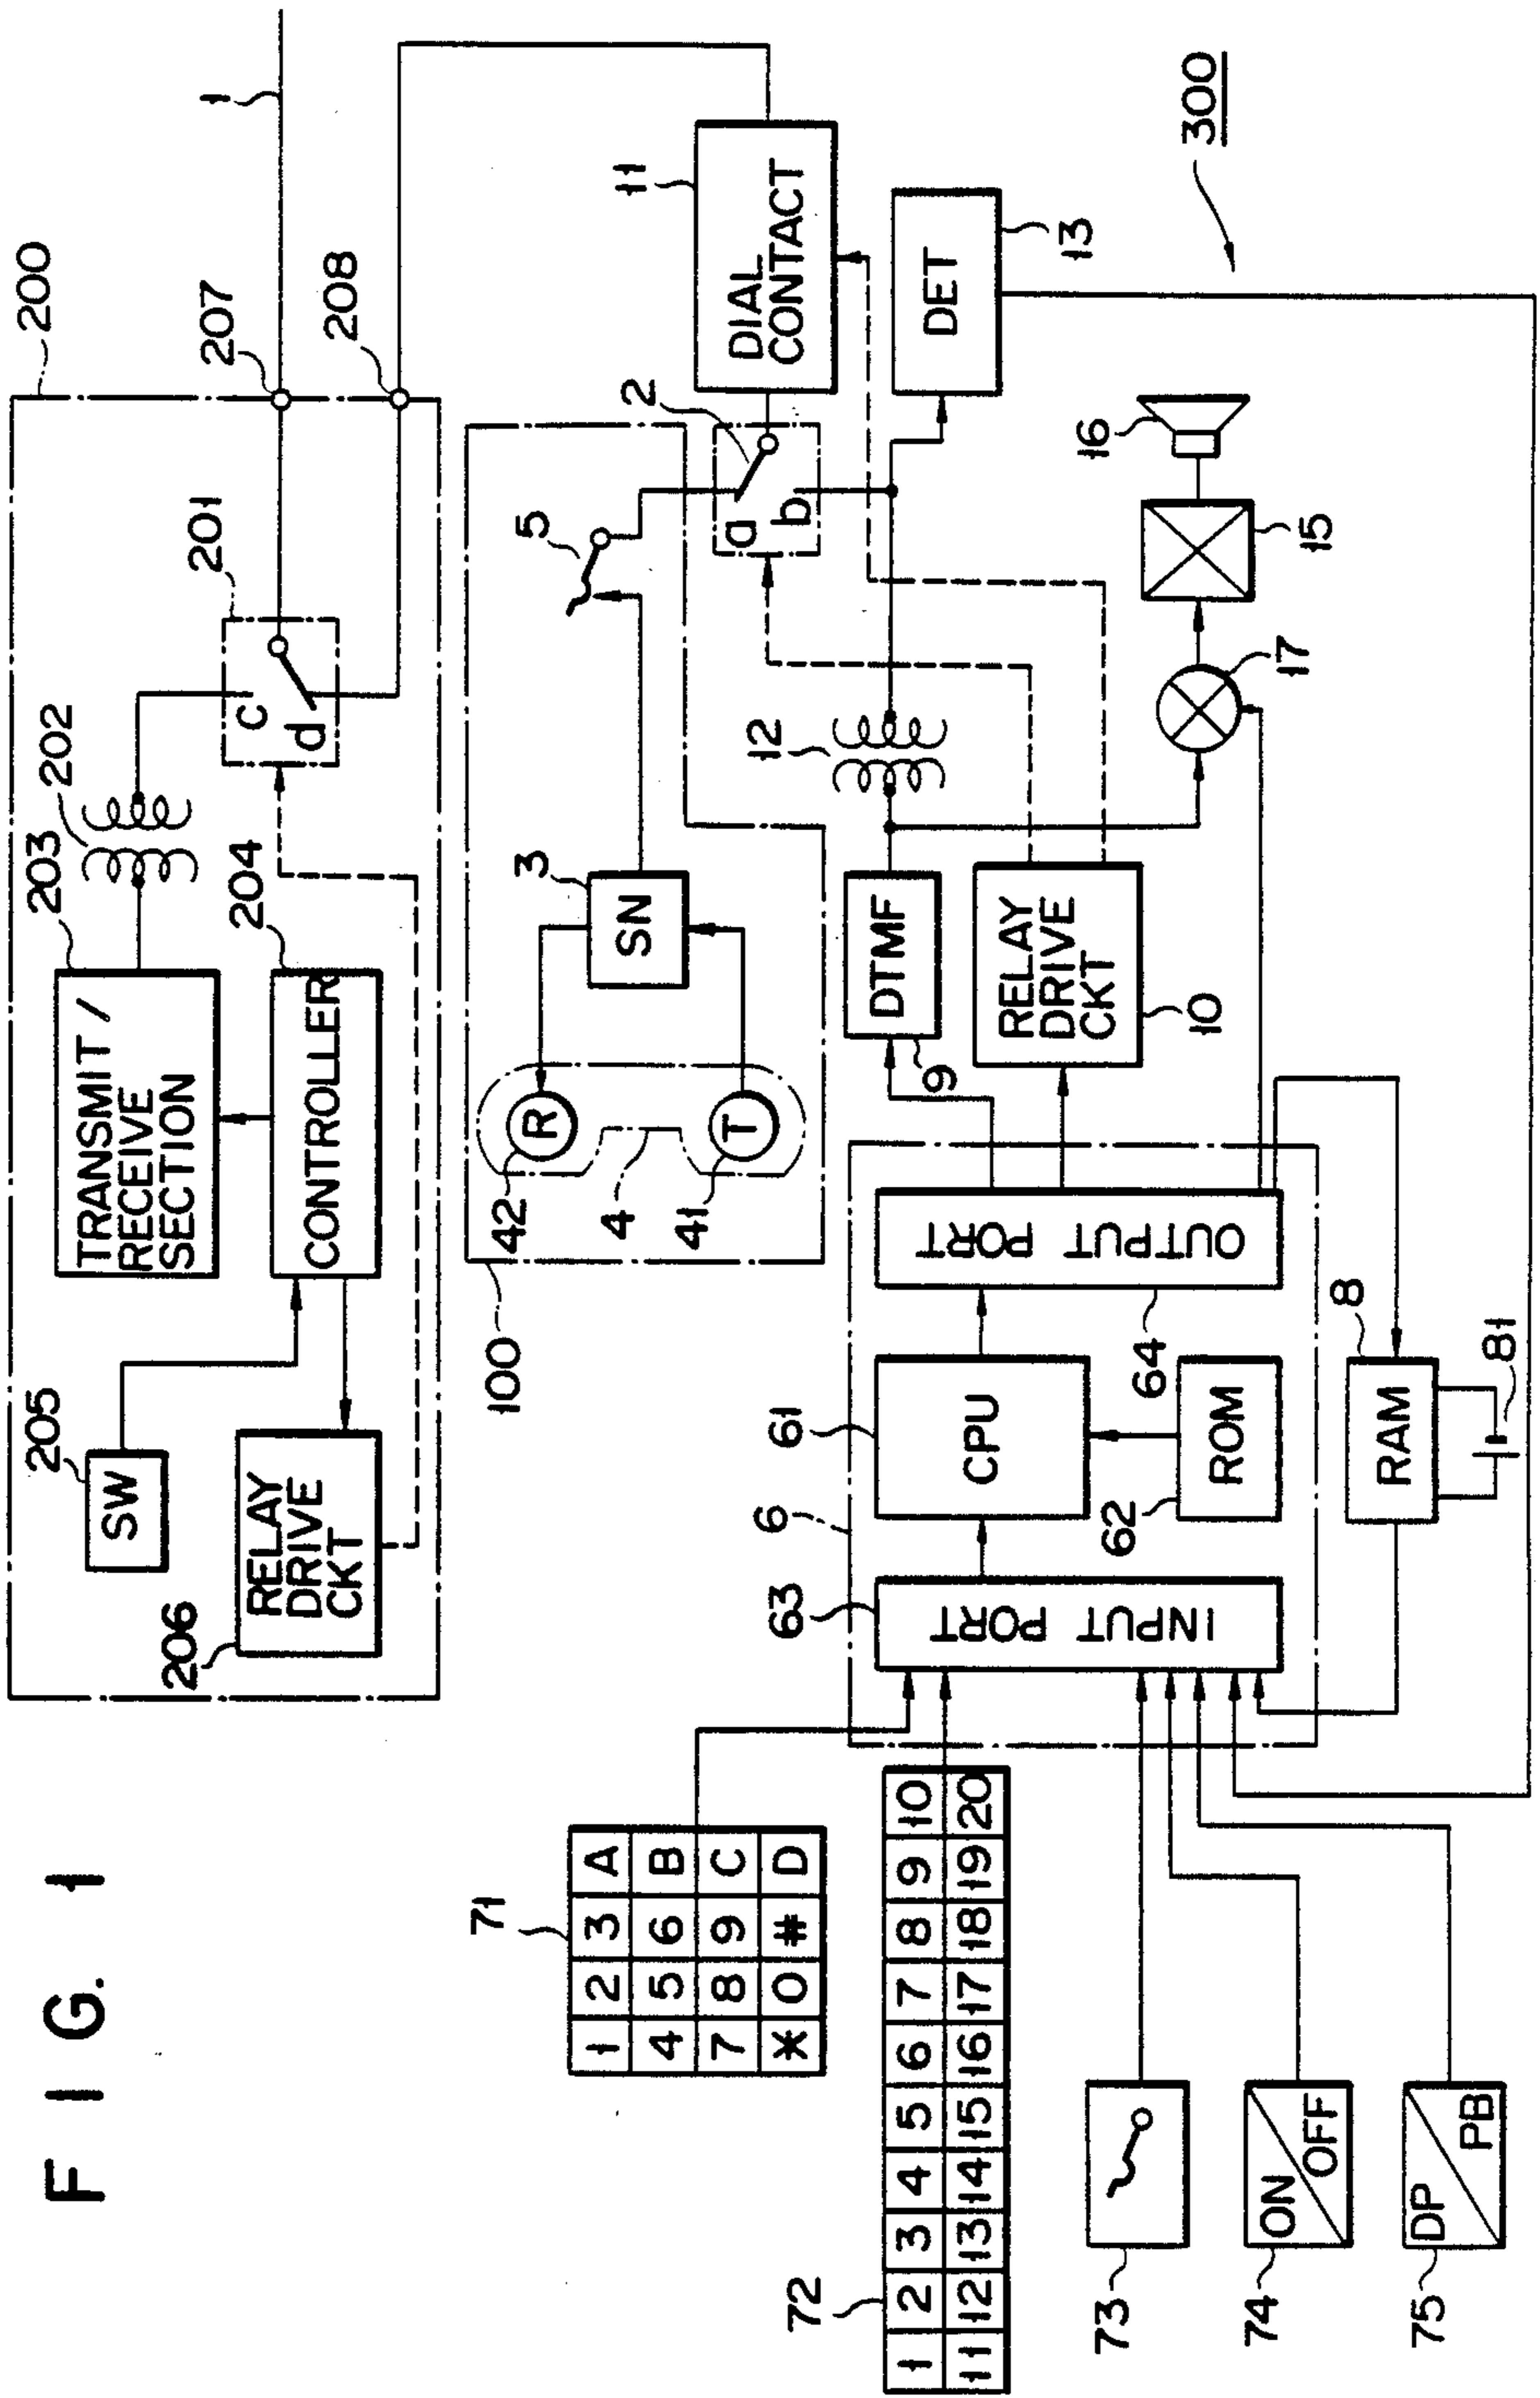 FIG. 1
200
203
202
201
207
1
TRANSMIT /
RECEIVE
SECTION
c
d
205
SW
204
CONTROLLER
206
RELAY
DRIVE
CKT
208
100
42
R
4
41
T
3
SN
5
2
a
b
11
DIAL
CONTACT
71
1 2 3 A
4 5 6 B
7 8 9 C
* 0 # D
72
1 2 3 4 5 6 7 8 9 10
11 12 13 14 15 16 17 18 19 20
73
74
ON
OFF
75
DP
PB
6
63
INPUT PORT
61
CPU
62
ROM
64
OUTPUT PORT
8
RAM
81
9
DTMF
12
10
RELAY
DRIVE
CKT
13
DET
17
15
16
300